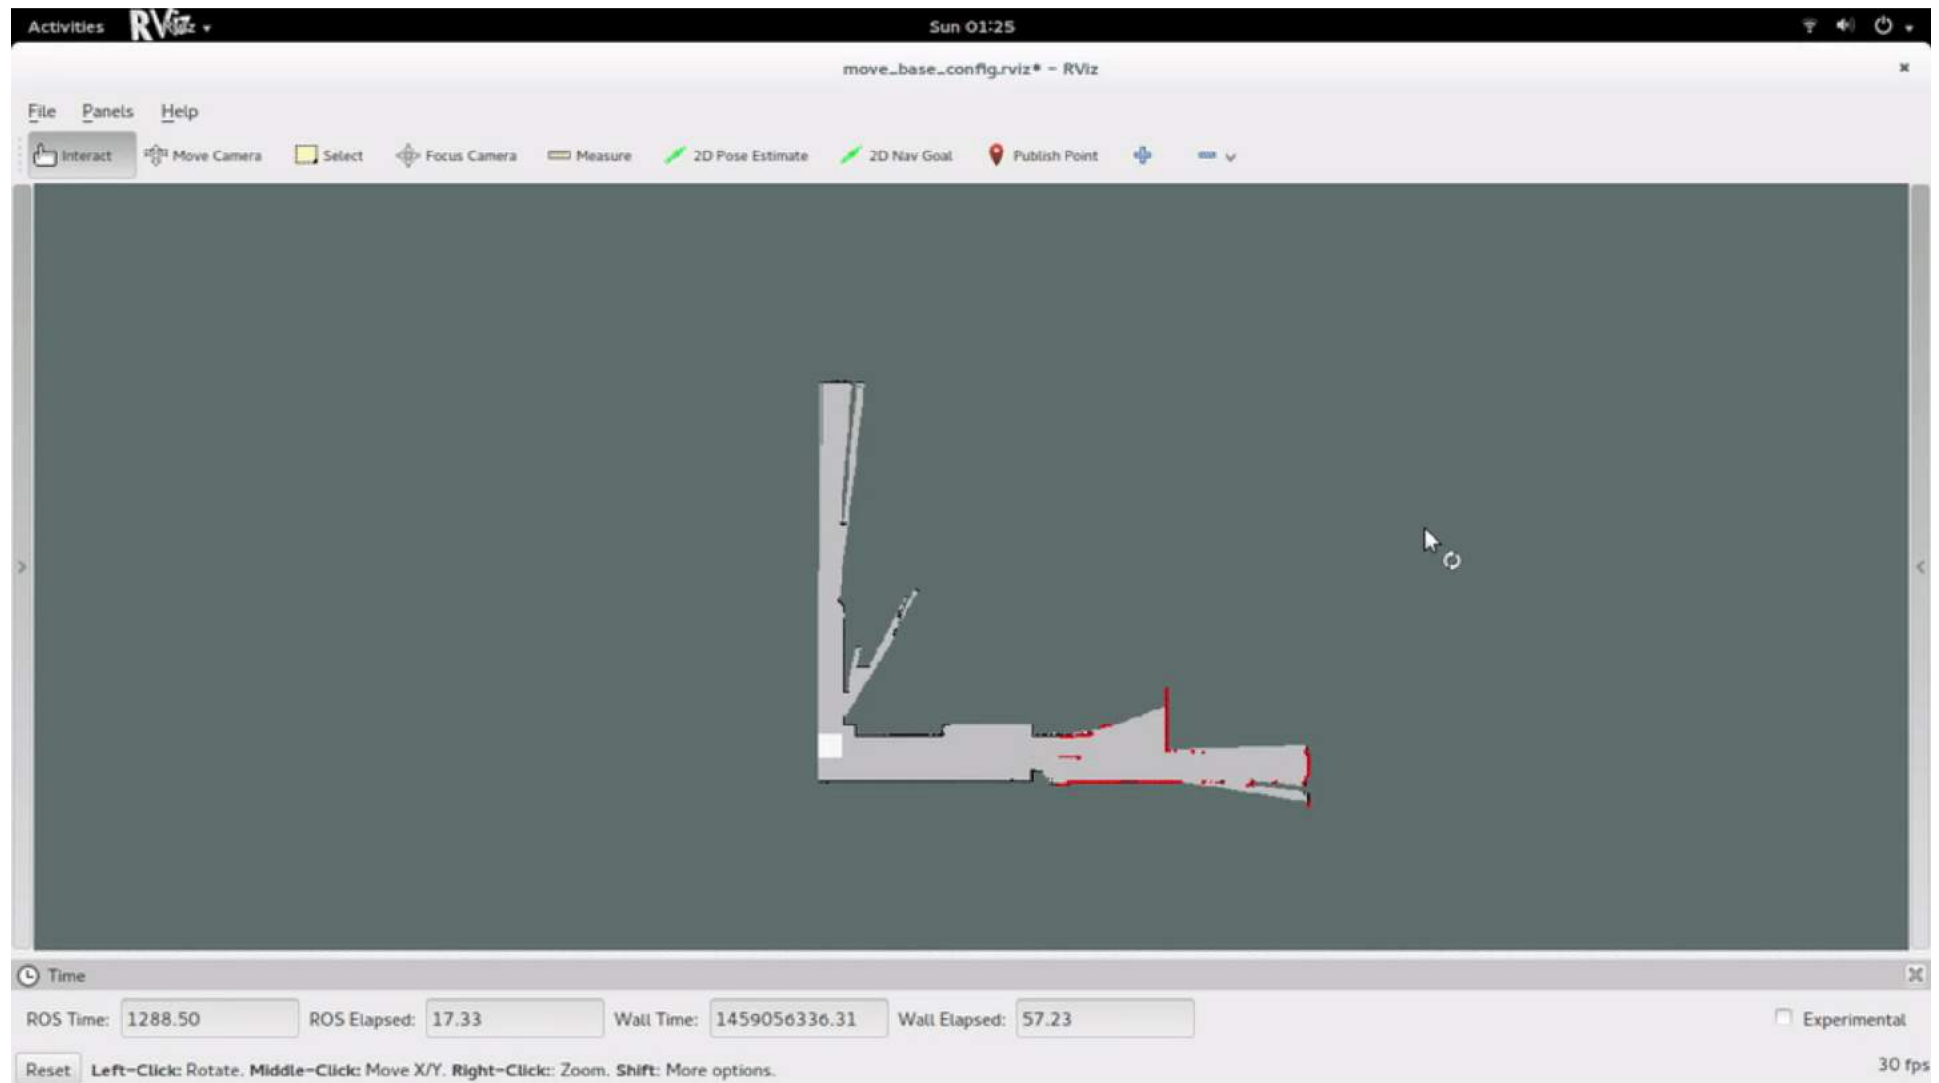 Activities RViz Sun 01:25
move_base_config.rviz* - RViz
File Panels Help
Interact Move Camera Select Focus Camera Measure 2D Pose Estimate 2D Nav Goal Publish Point
Time
ROS Time: 1288.50 ROS Elapsed: 17.33 Wall Time: 1459056336.31 Wall Elapsed: 57.23 Experimental
Reset Left-Click: Rotate. Middle-Click: Move X/Y. Right-Click:: Zoom. Shift: More options. 30 fps